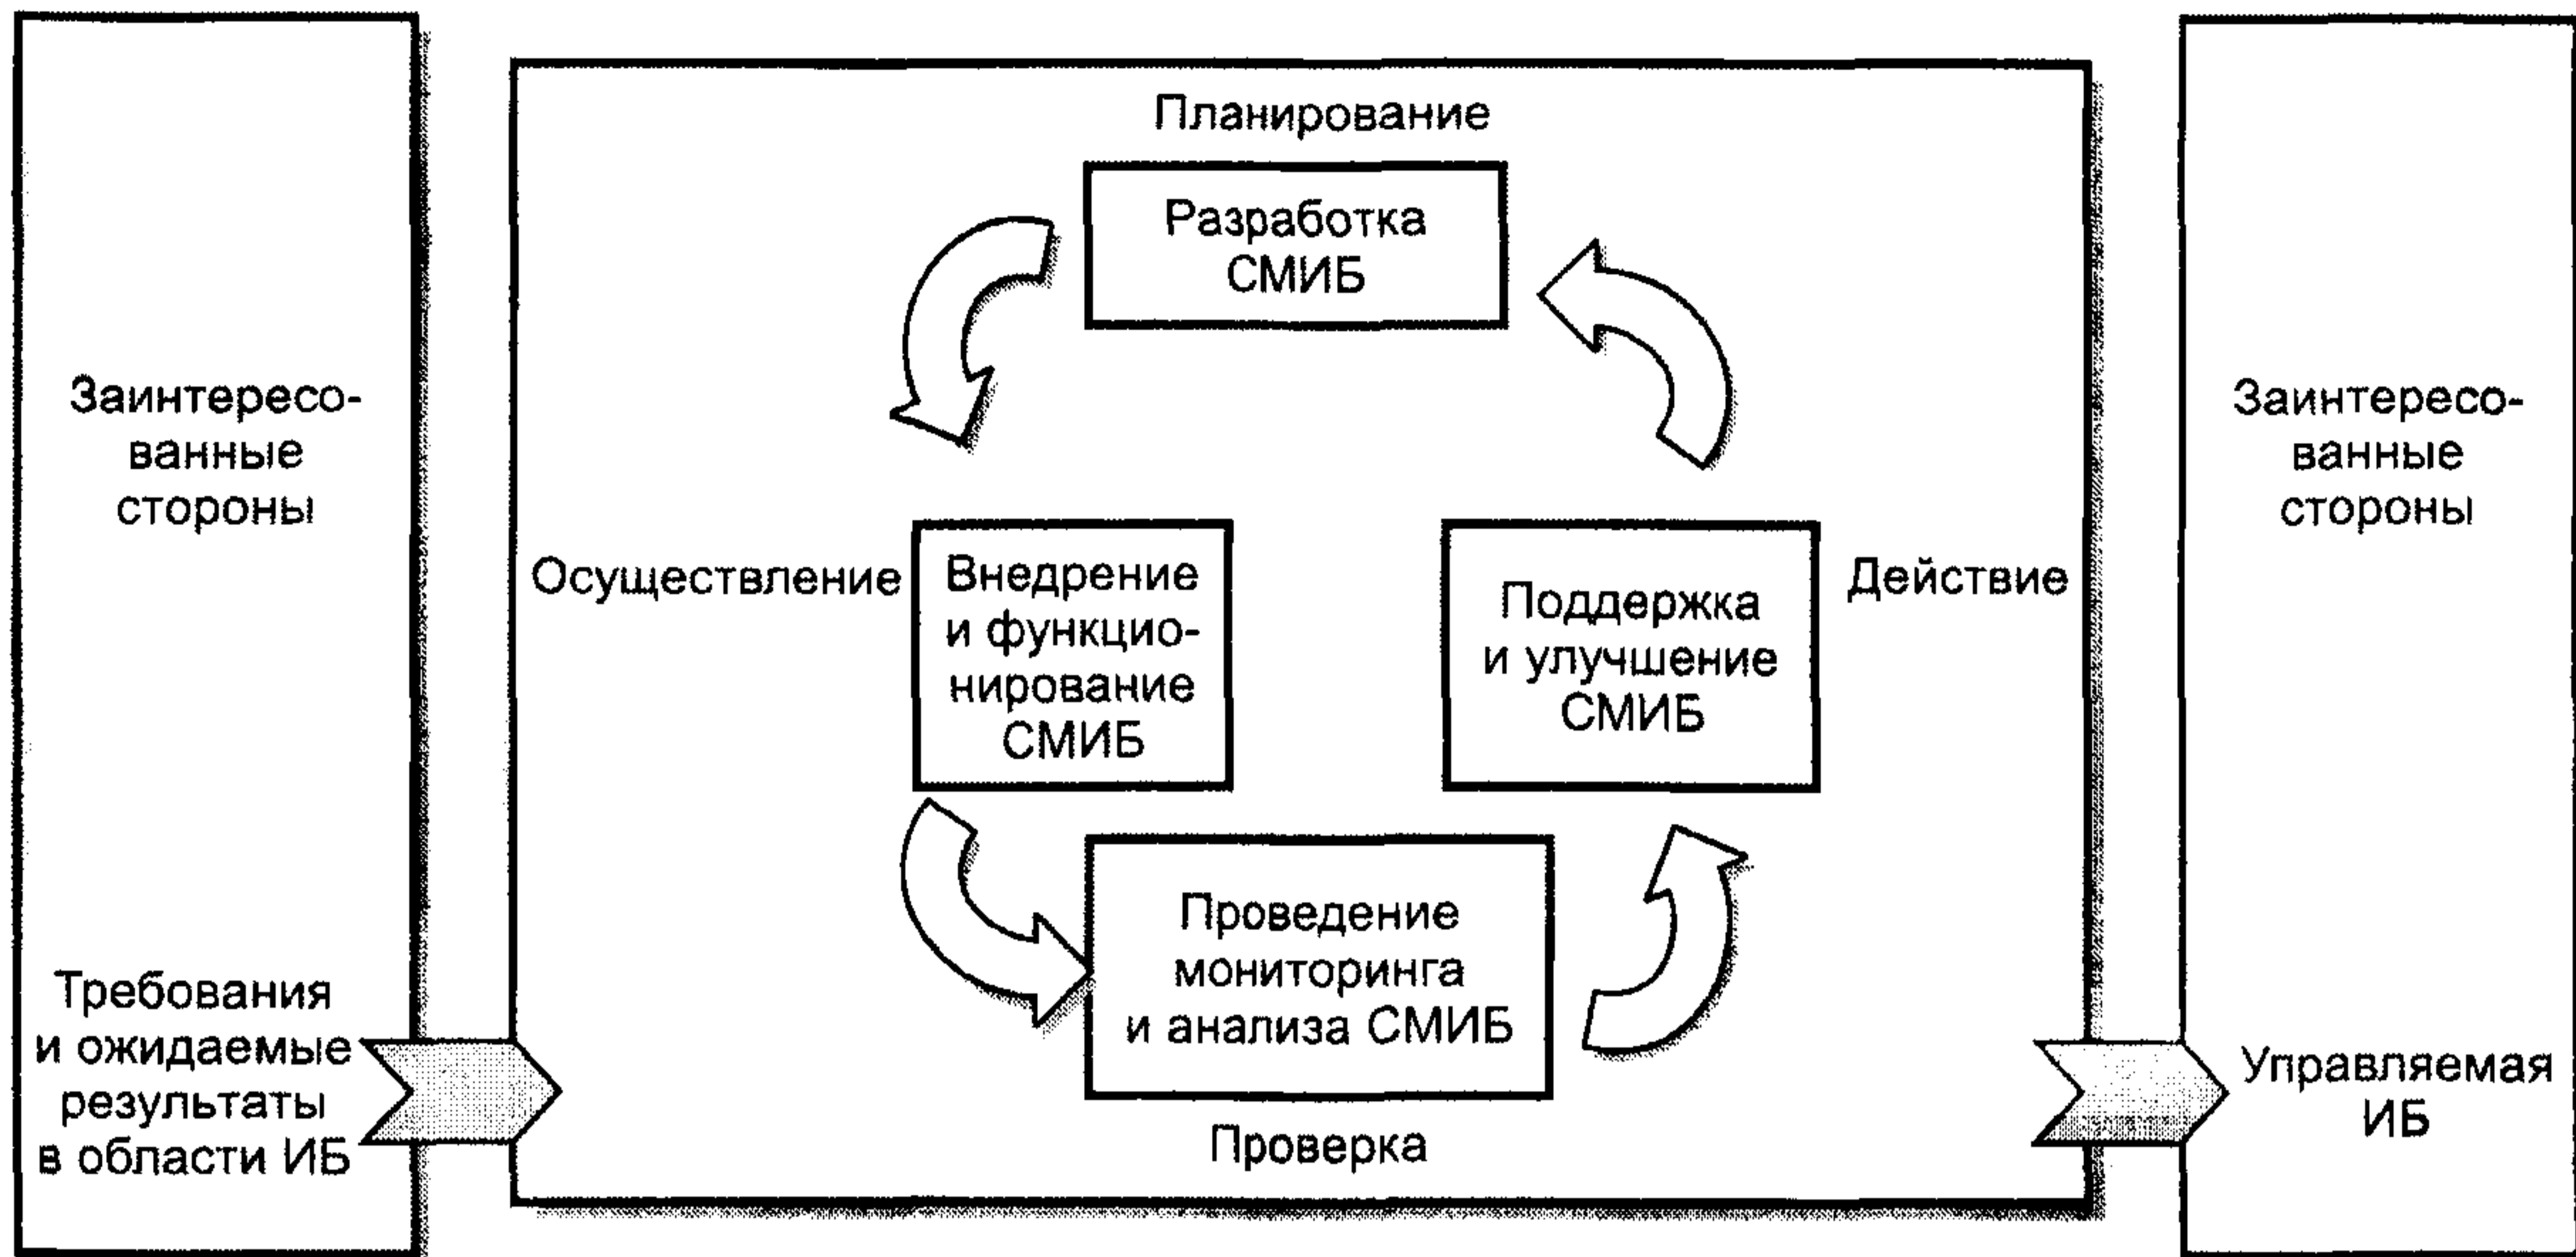 Заинтересо-
ванные
стороны
Требования
и ожидаемые
результаты
в области ИБ
Планирование
Разработка
СМИБ
Осуществление
Внедрение
и функцио-
нирование
СМИБ
Поддержка
и улучшение
СМИБ
Действие
Проведение
мониторинга
и анализа СМИБ
Проверка
Заинтересо-
ванные
стороны
Управляемая
ИБ